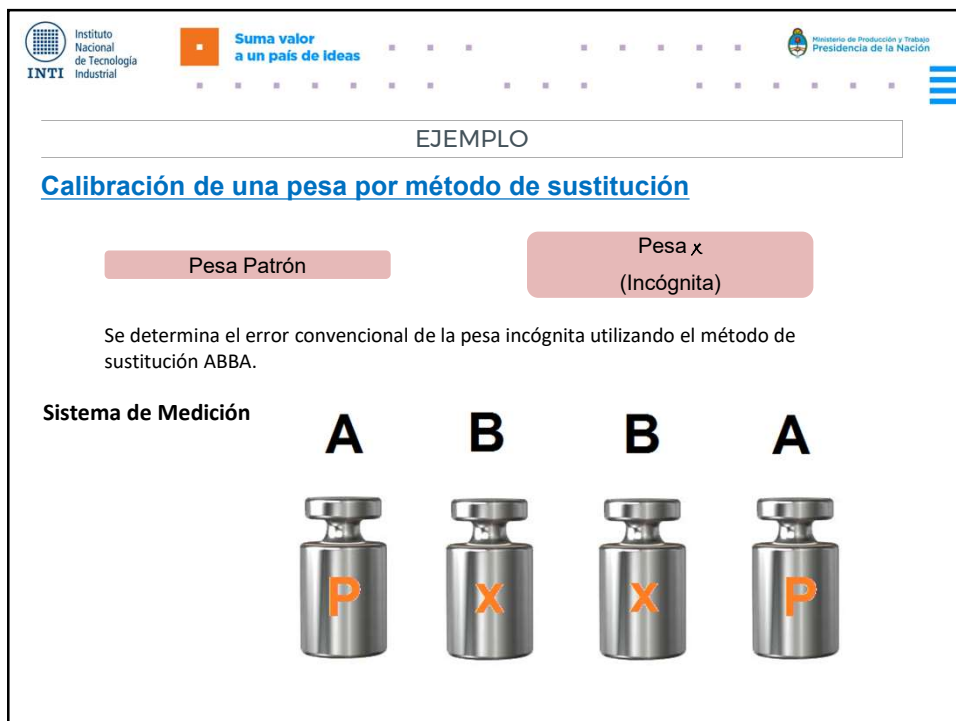 Instituto
Nacional
de Tecnología
Industrial
INTI
Suma valor
a un país de ideas
Ministerio de Producción y Trabajo
Presidencia de la Nación
EJEMPLO
Calibración de una pesa por método de sustitución
Pesa Patrón
Pesa x
(Incógnita)
Se determina el error convencional de la pesa incógnita utilizando el método de
sustitución ABBA.
Sistema de Medición
A B B A
P x x P